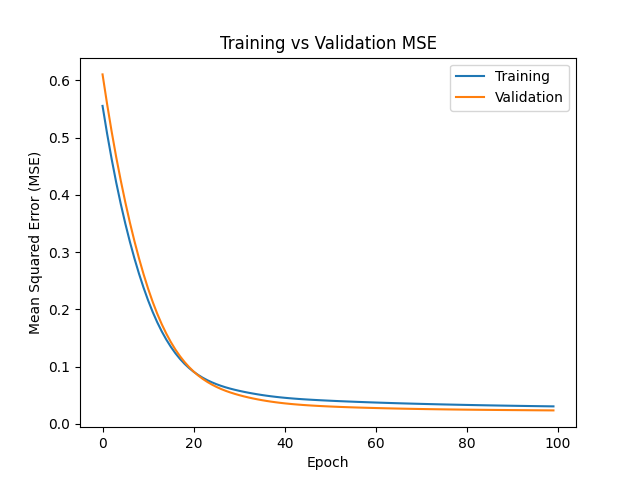 Training vs Validation MSE
Training
Validation
0.6
0.5
0.4
0.3
0.2
0.1
0.0
Mean Squared Error (MSE)
0 20 40 60 80 100
Epoch